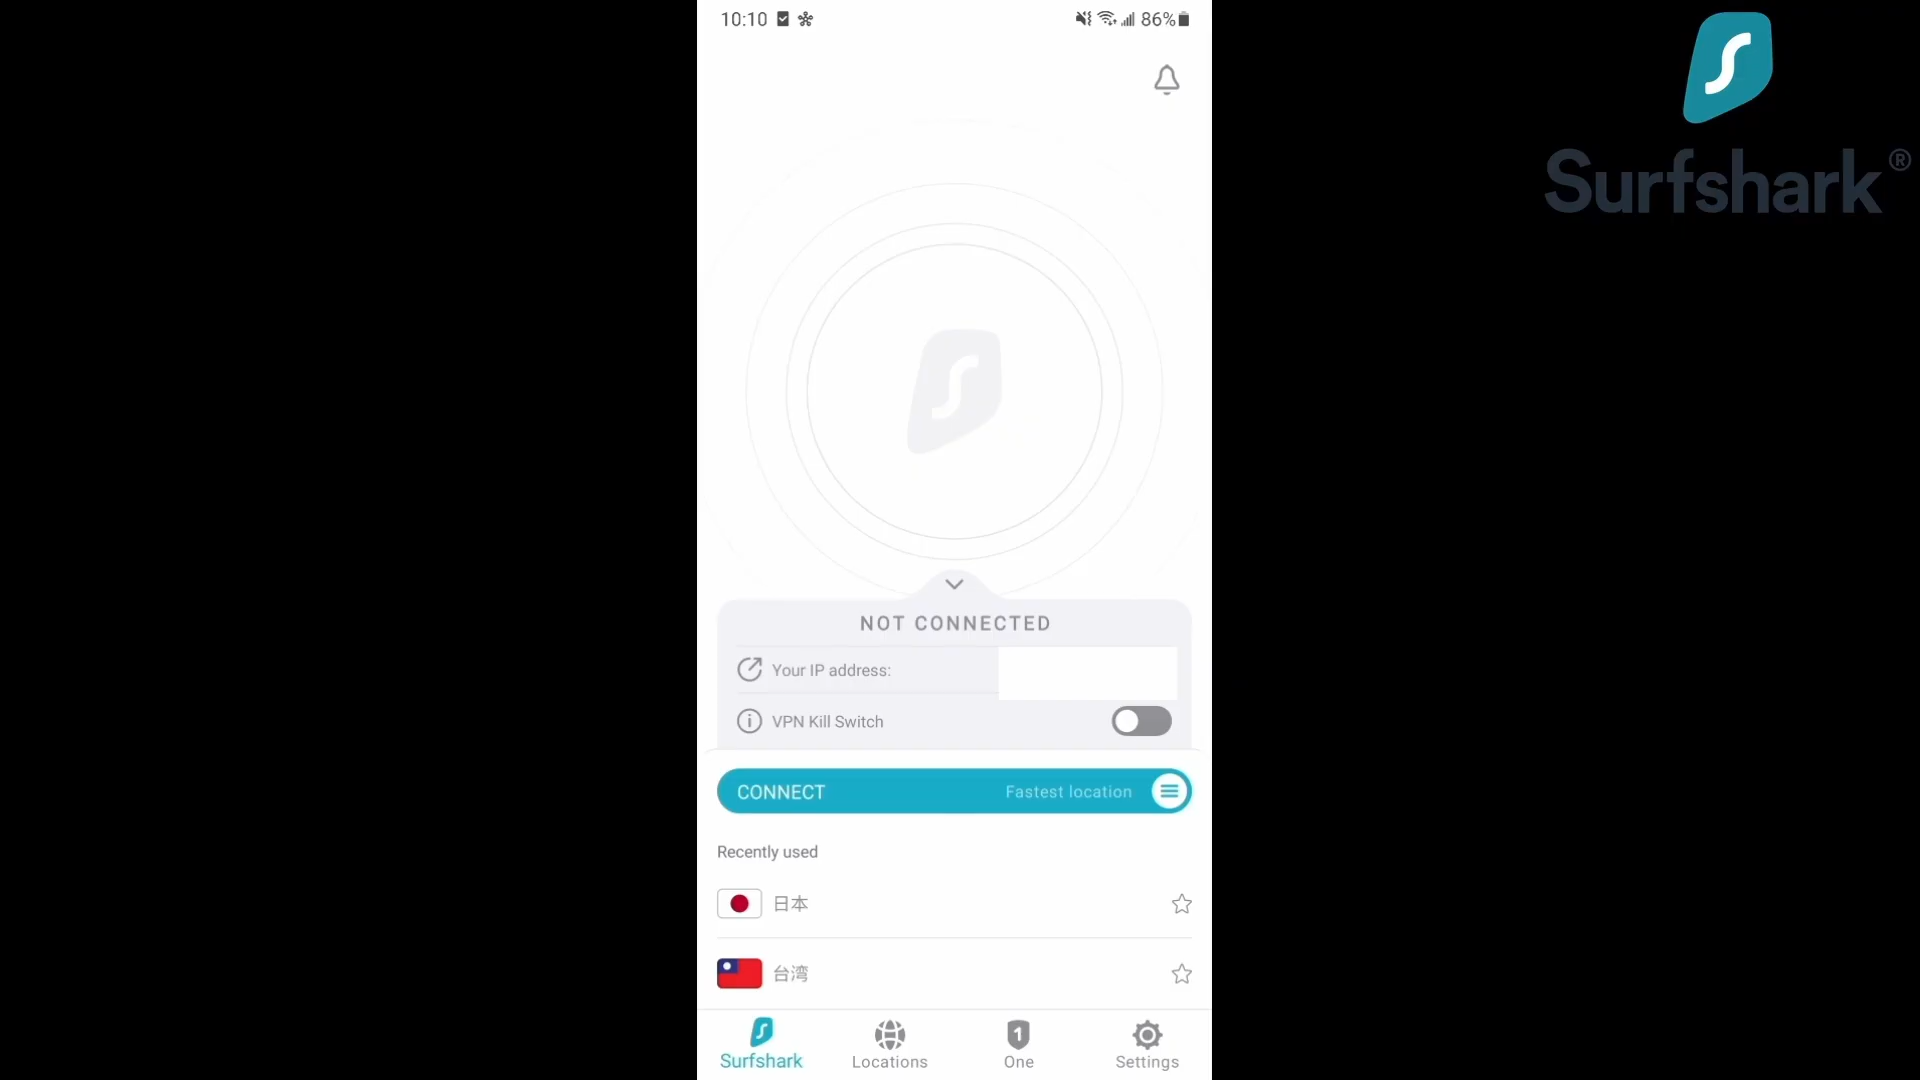 10:10
86%
Surfshark®
NOT CONNECTED
Your IP address:
VPN Kill Switch
CONNECT
Fastest location
Recently used
日本
台湾
Surfshark
Locations
1
One
Settings